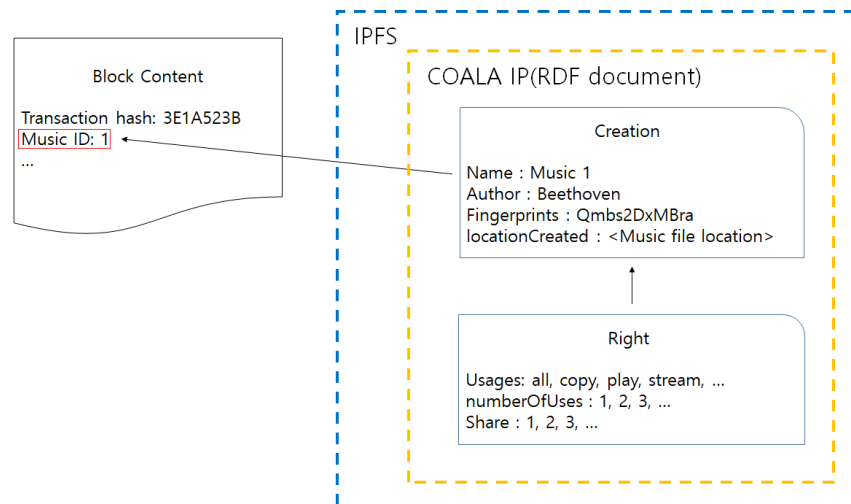 IPFS
COALA IP(RDF document)
Block Content
Transaction hash: 3E1A523B
Music ID: 1
...
Creation
Name : Music 1
Author : Beethoven
Fingerprints : Qmbs2DxMBra
locationCreated : <Music file location>
Right
Usages: all, copy, play, stream, ...
numberOfUses : 1, 2, 3, ...
Share : 1, 2, 3, ...